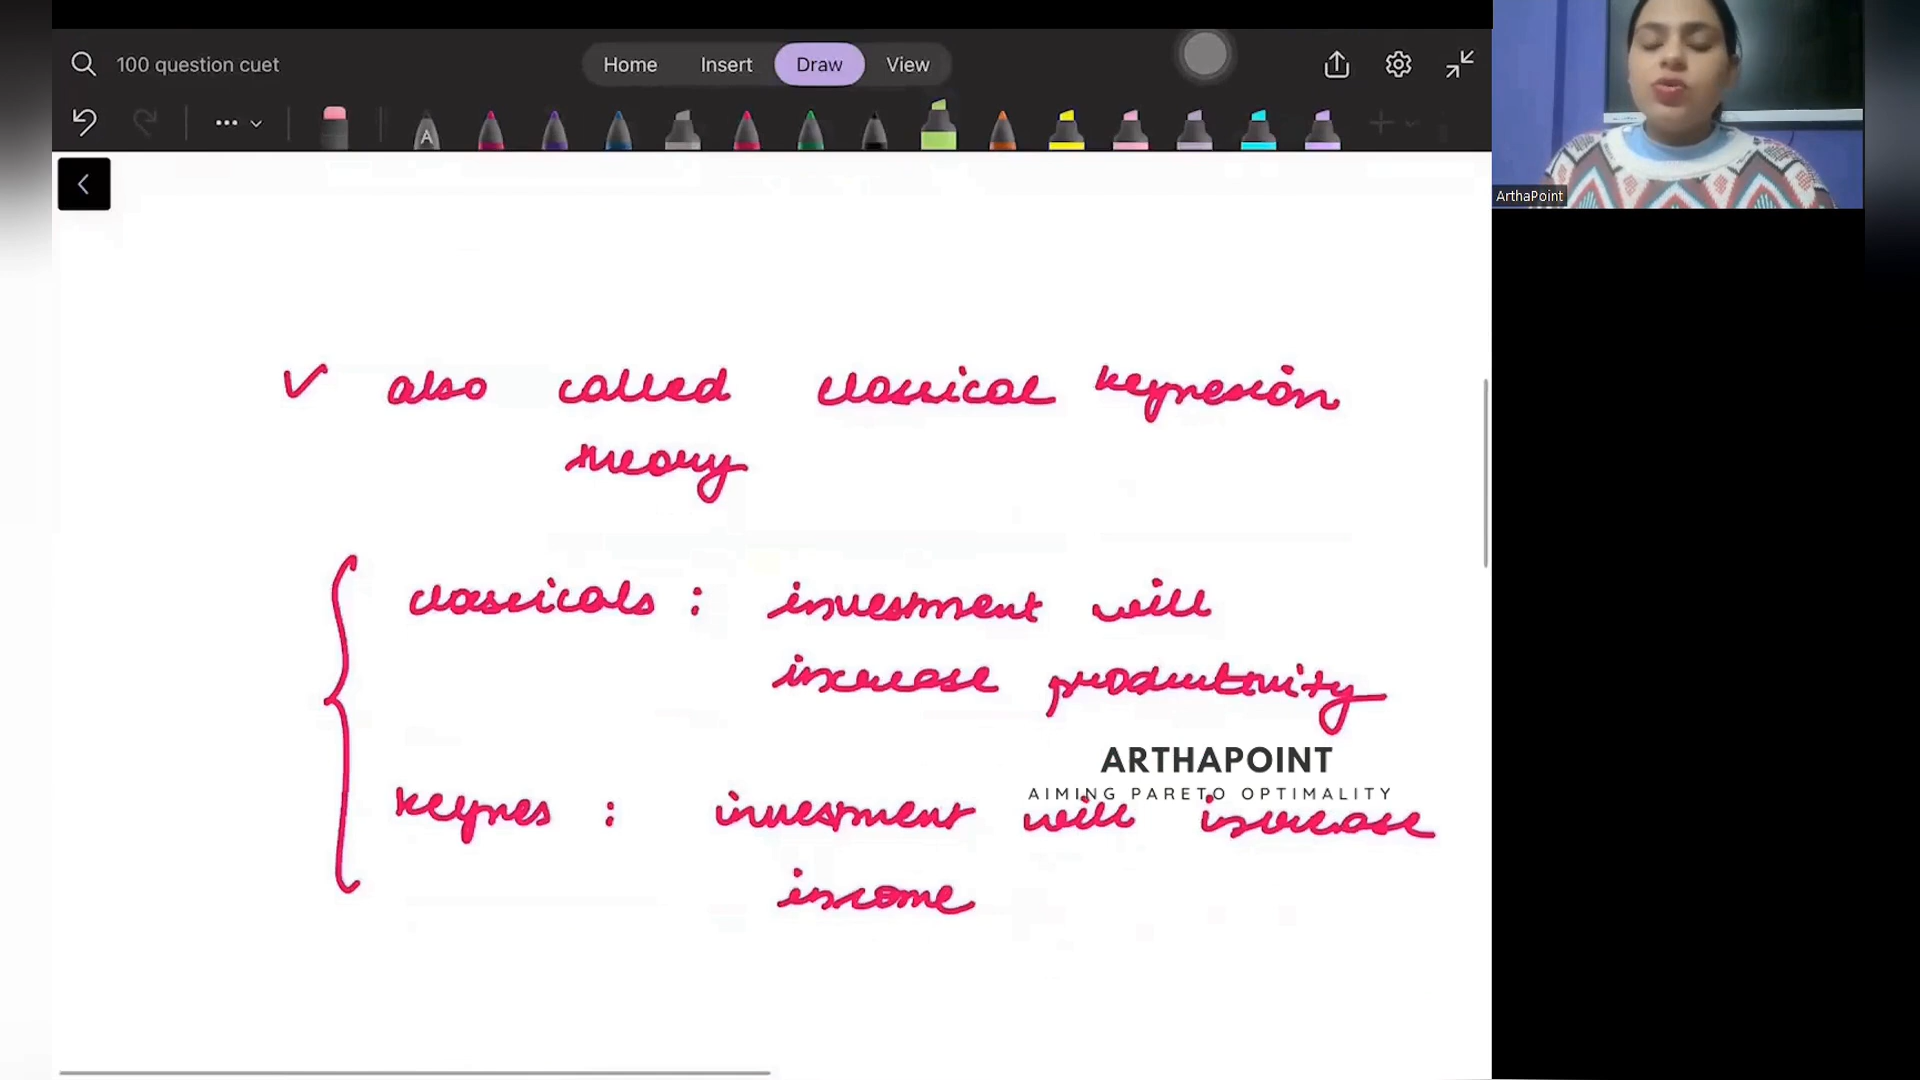 100 question cuet
Home Insert Draw View
A
ArthaPoint
✓ also called classical keynesian
theory
classicals : investment will
increase productivity
ARTHAPOINT
AIMING PARETO OPTIMALITY
keynes : investment will increase
income